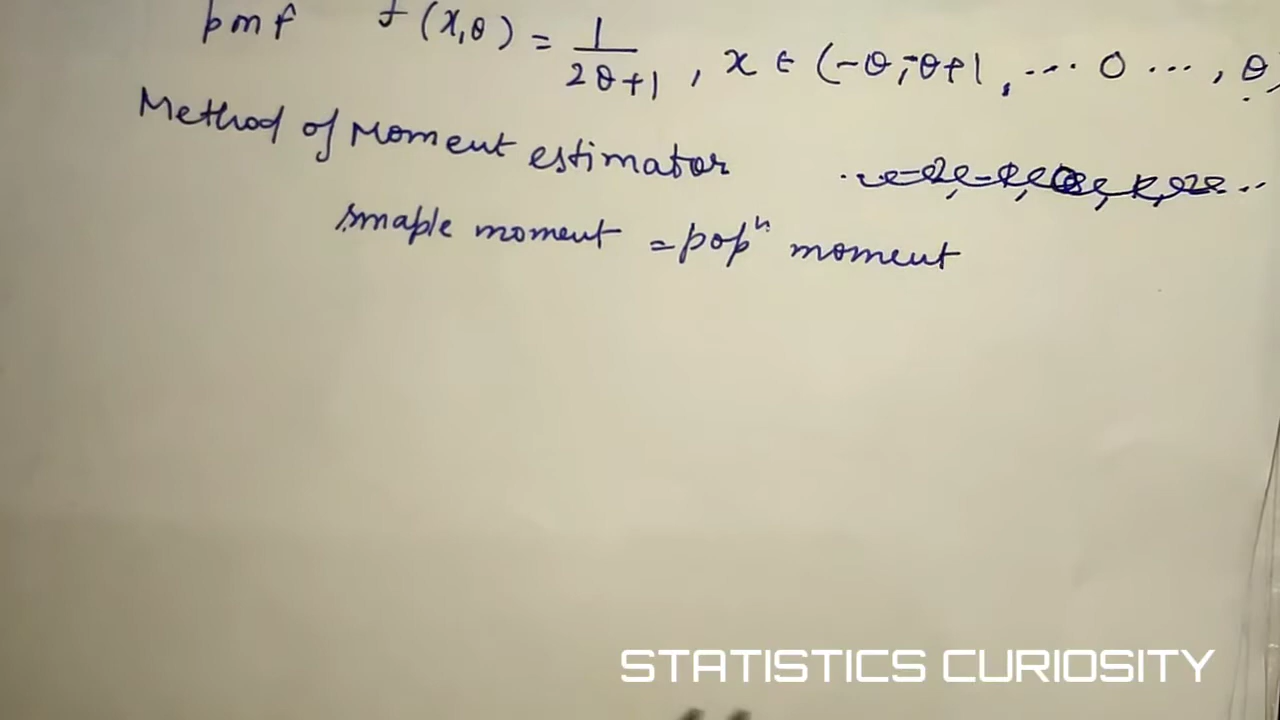 pmf f(x,θ) = 1/2θ+1, x ∈ (-θ,-θ+1, .... 0 ..., θ,
Method of Moment estimator
smaple moment = popⁿ moment
STATISTICS CURIOSITY